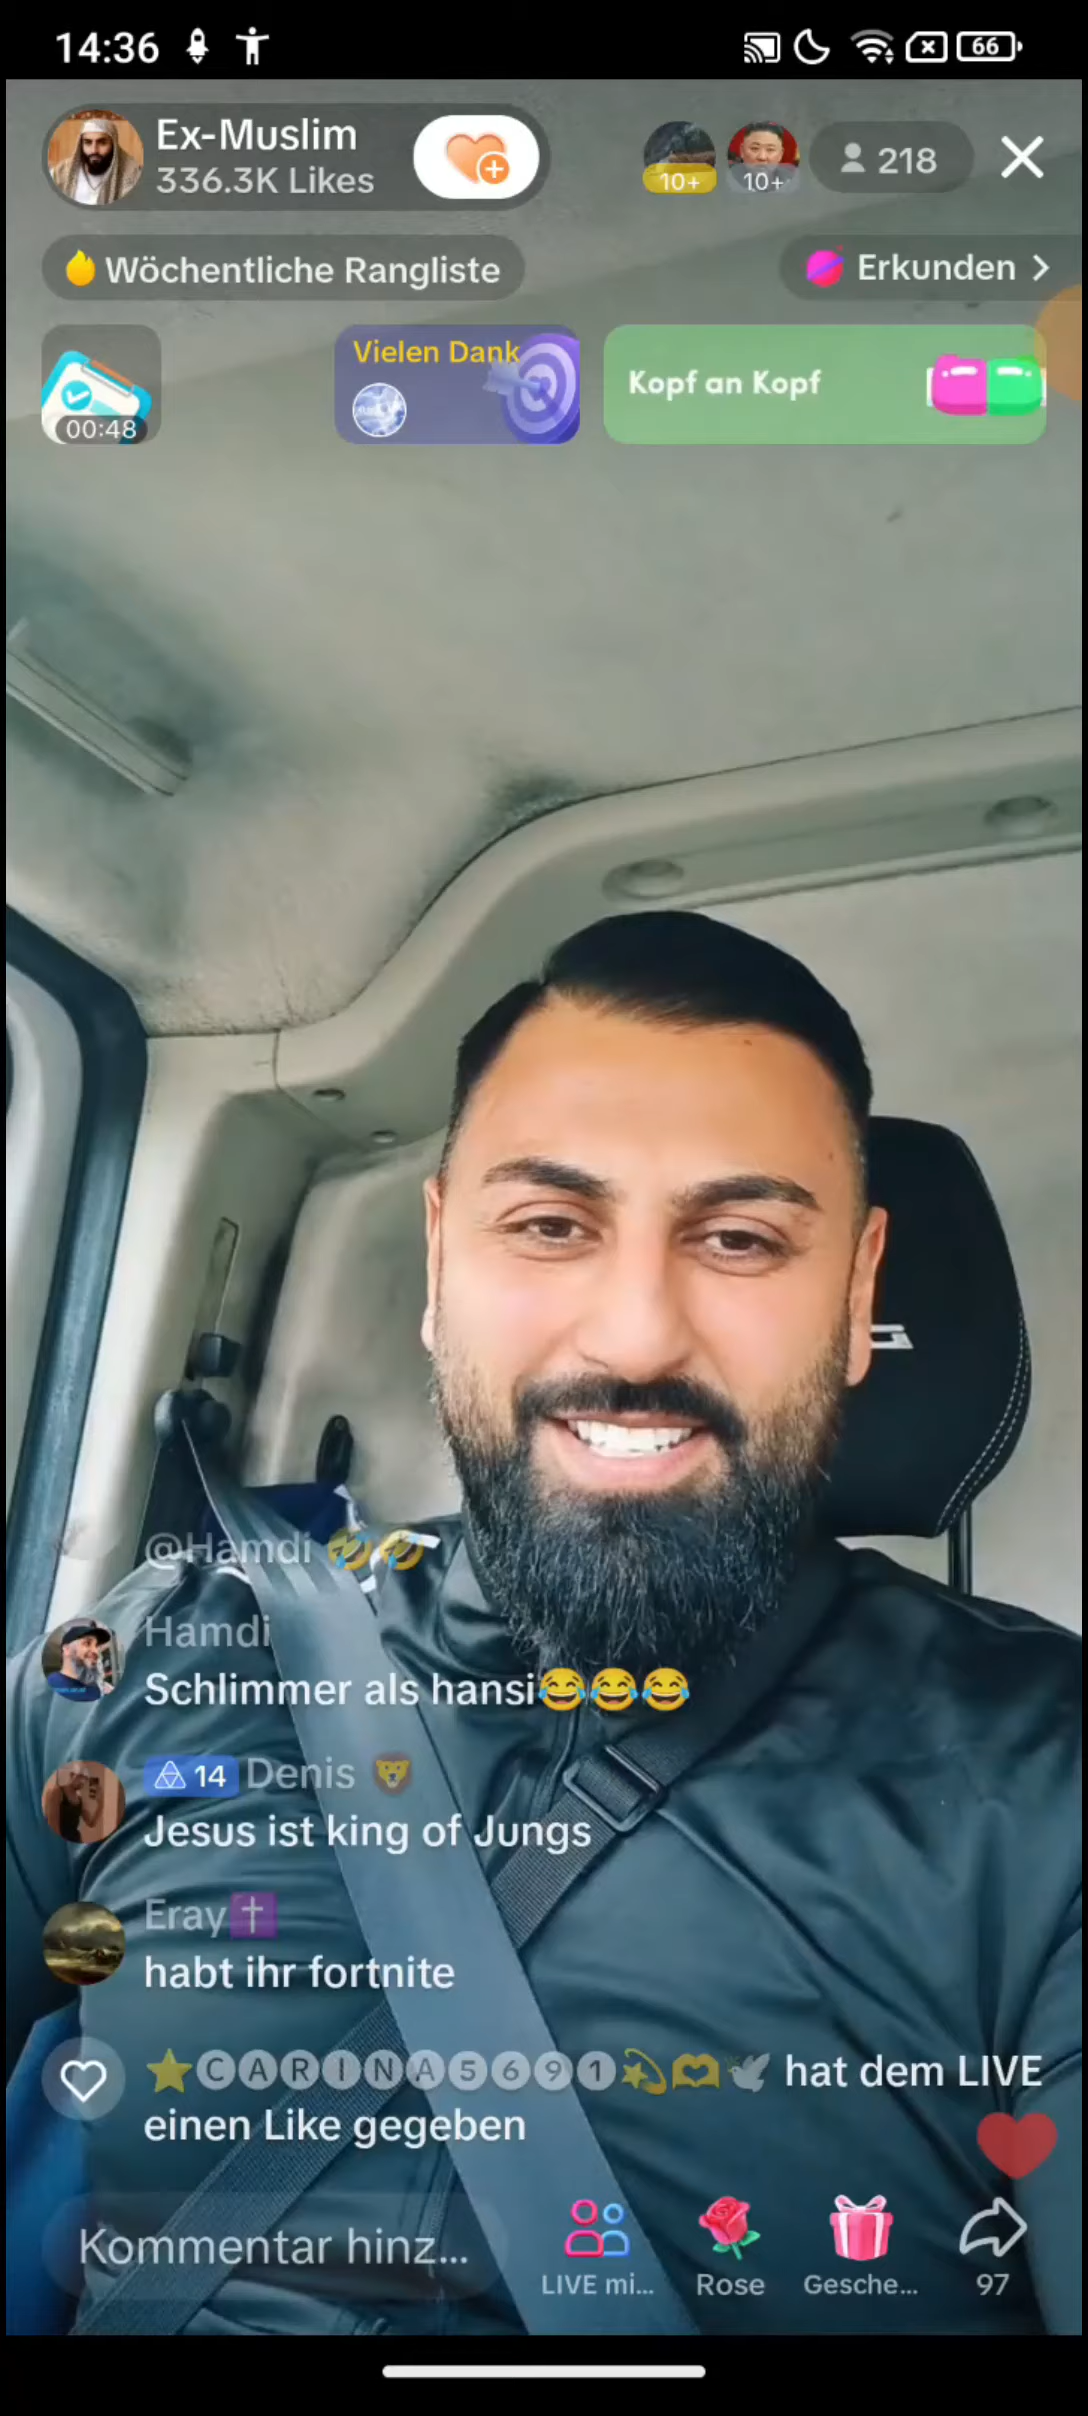 14:36
66
Ex-Muslim
336.3K Likes
10+
10+
218
Wöchentliche Rangliste
Erkunden
00:48
Vielen Dank
Kopf an Kopf
@Hamdi 🤣🤣
Hamdi
Schlimmer als hansi😂😂😂
14 Denis 🦁
Jesus ist king of Jungs
Eray✝️
habt ihr fortnite
⭐ⒸⒶⓇⒾⓃⒶ⑤⑥⑨①💫🫶🕊️ hat dem LIVE
einen Like gegeben
Kommentar hinz...
LIVE mi...
Rose
Gesche...
97